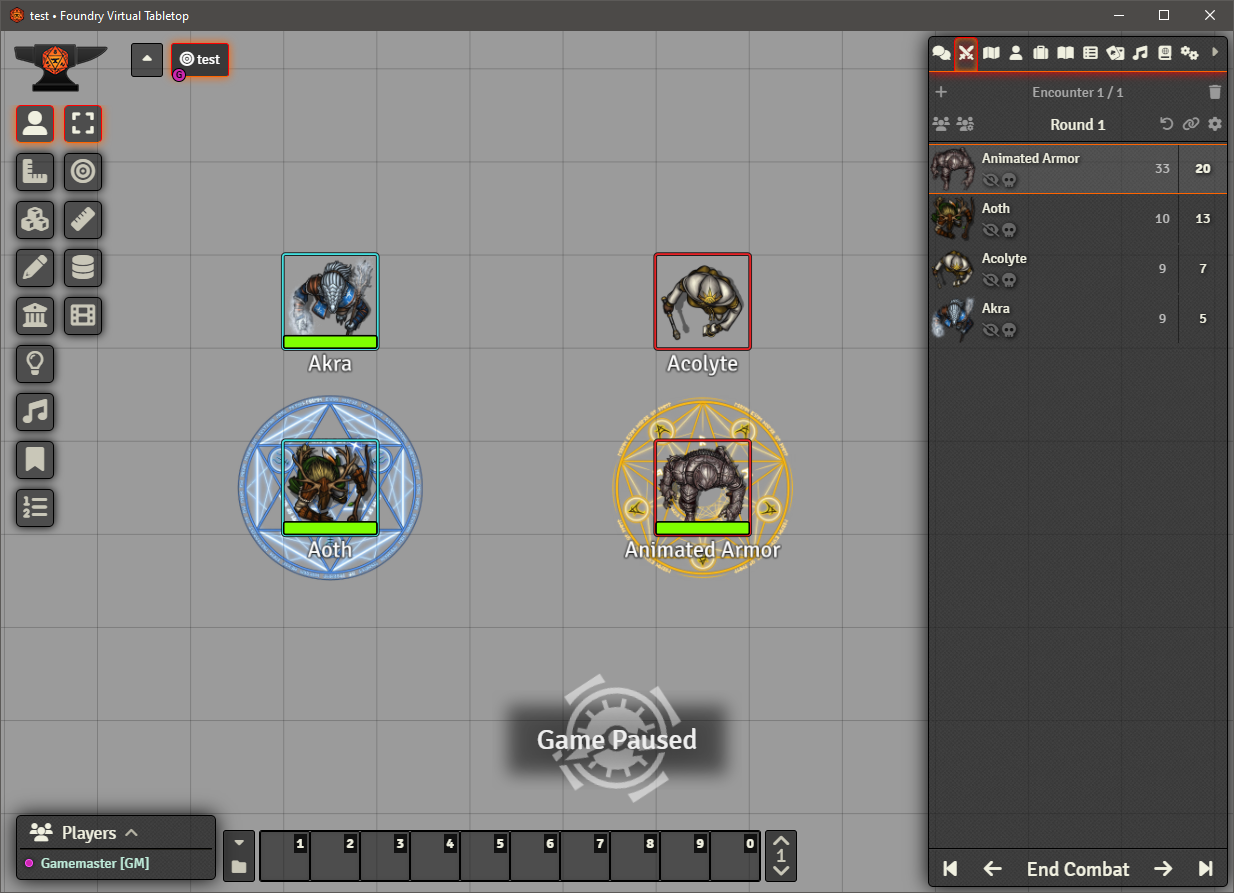 test • Foundry Virtual Tabletop
test
G
Encounter 1 / 1
Round 1
Animated Armor
33
20
Aoth
10
13
Acolyte
9
7
Akra
9
5
Akra
Acolyte
Aoth
Animated Armor
Game Paused
Players
Gamemaster [GM]
1 2 3 4 5 6 7 8 9 0
1
End Combat